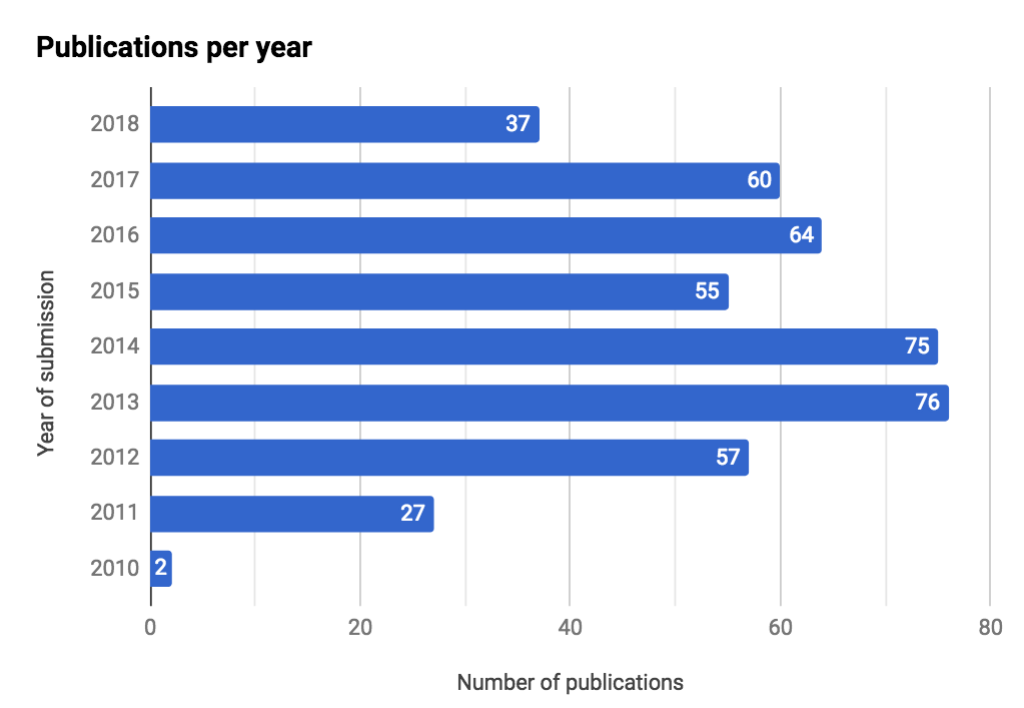 Publications per year
Year of submission
2018 37
2017 60
2016 64
2015 55
2014 75
2013 76
2012 57
2011 27
2010 2
0 20 40 60 80
Number of publications